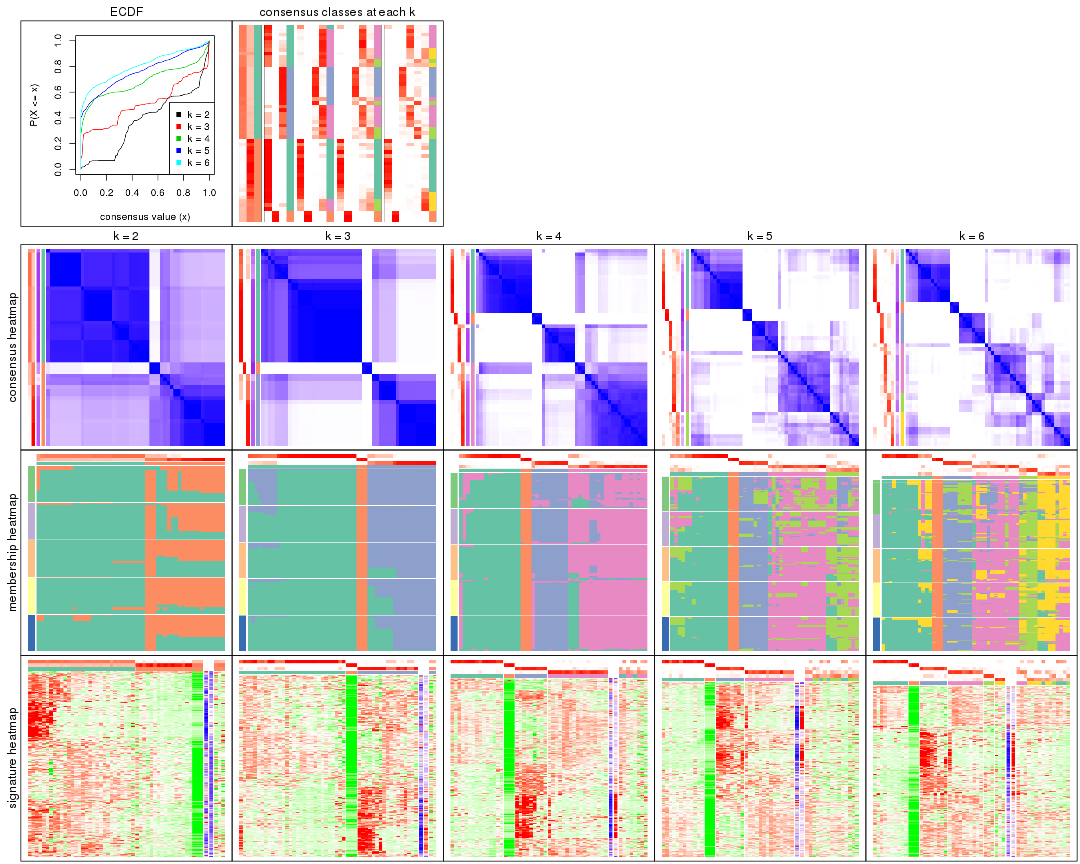 ECDF
consensus classes at each k
P(X <= x)
0.0 0.2 0.4 0.6 0.8 1.0
k = 2
k = 3
k = 4
k = 5
k = 6
0.0 0.2 0.4 0.6 0.8 1.0
consensus value (x)
k = 2
k = 3
k = 4
k = 5
k = 6
consensus heatmap
membership heatmap
signature heatmap